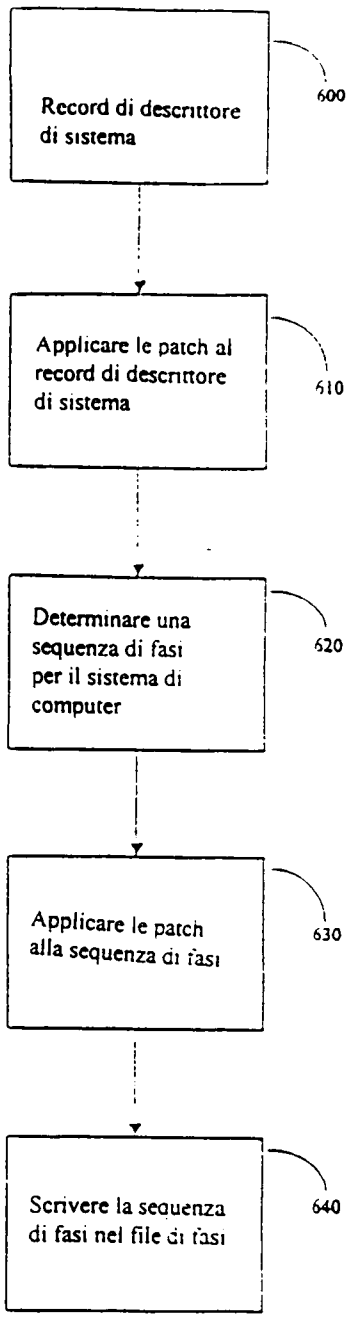 Record di descrittore
di sistema
600
Applicare le patch al
record di descrittore
di sistema
610
Determinare una
sequenza di fasi
per il sistema di
computer
620
Applicare le patch
alla sequenza di fasi
630
Scrivere la sequenza
di fasi nel file di fasi
640